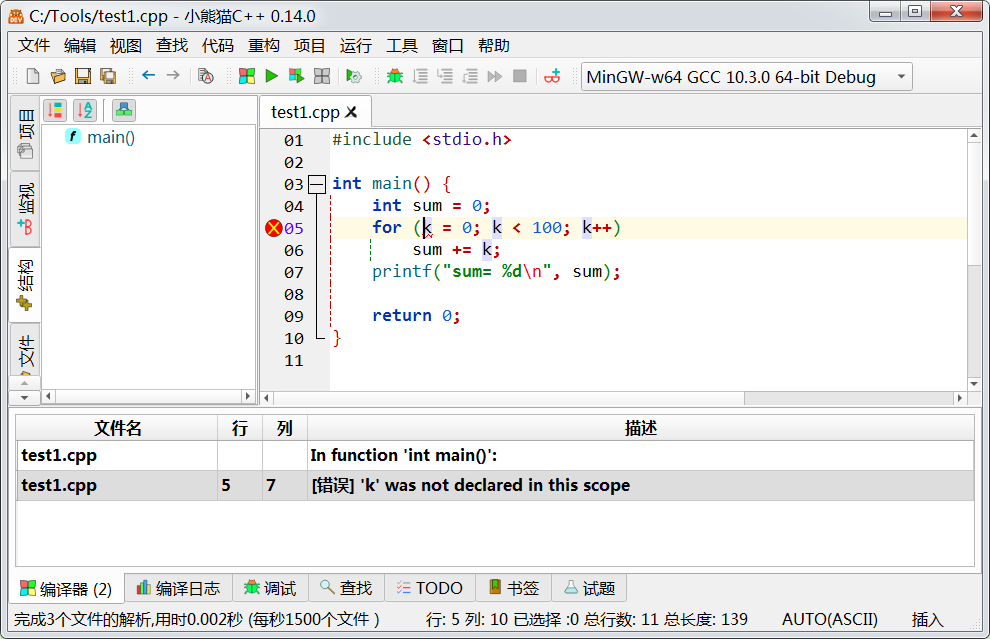 C:/Tools/test1.cpp - 小熊猫C++ 0.14.0
文件 编辑 视图 查找 代码 重构 项目 运行 工具 窗口 帮助
MinGW-w64 GCC 10.3.0 64-bit Debug
项目
监视
结构
文件
main()
test1.cpp
01 #include <stdio.h>
02
03 int main() {
04 int sum = 0;
05 for (k = 0; k < 100; k++)
06 sum += k;
07 printf("sum= %d\n", sum);
08
09 return 0;
10 }
11
文件名 行 列 描述
test1.cpp In function 'int main()':
test1.cpp 5 7 [错误] 'k' was not declared in this scope
编译器 (2) 编译日志 调试 查找 TODO 书签 试题
完成3个文件的解析,用时0.002秒 (每秒1500个文件 ) 行: 5 列: 10 已选择 :0 总行数: 11 总长度: 139 AUTO(ASCII) 插入